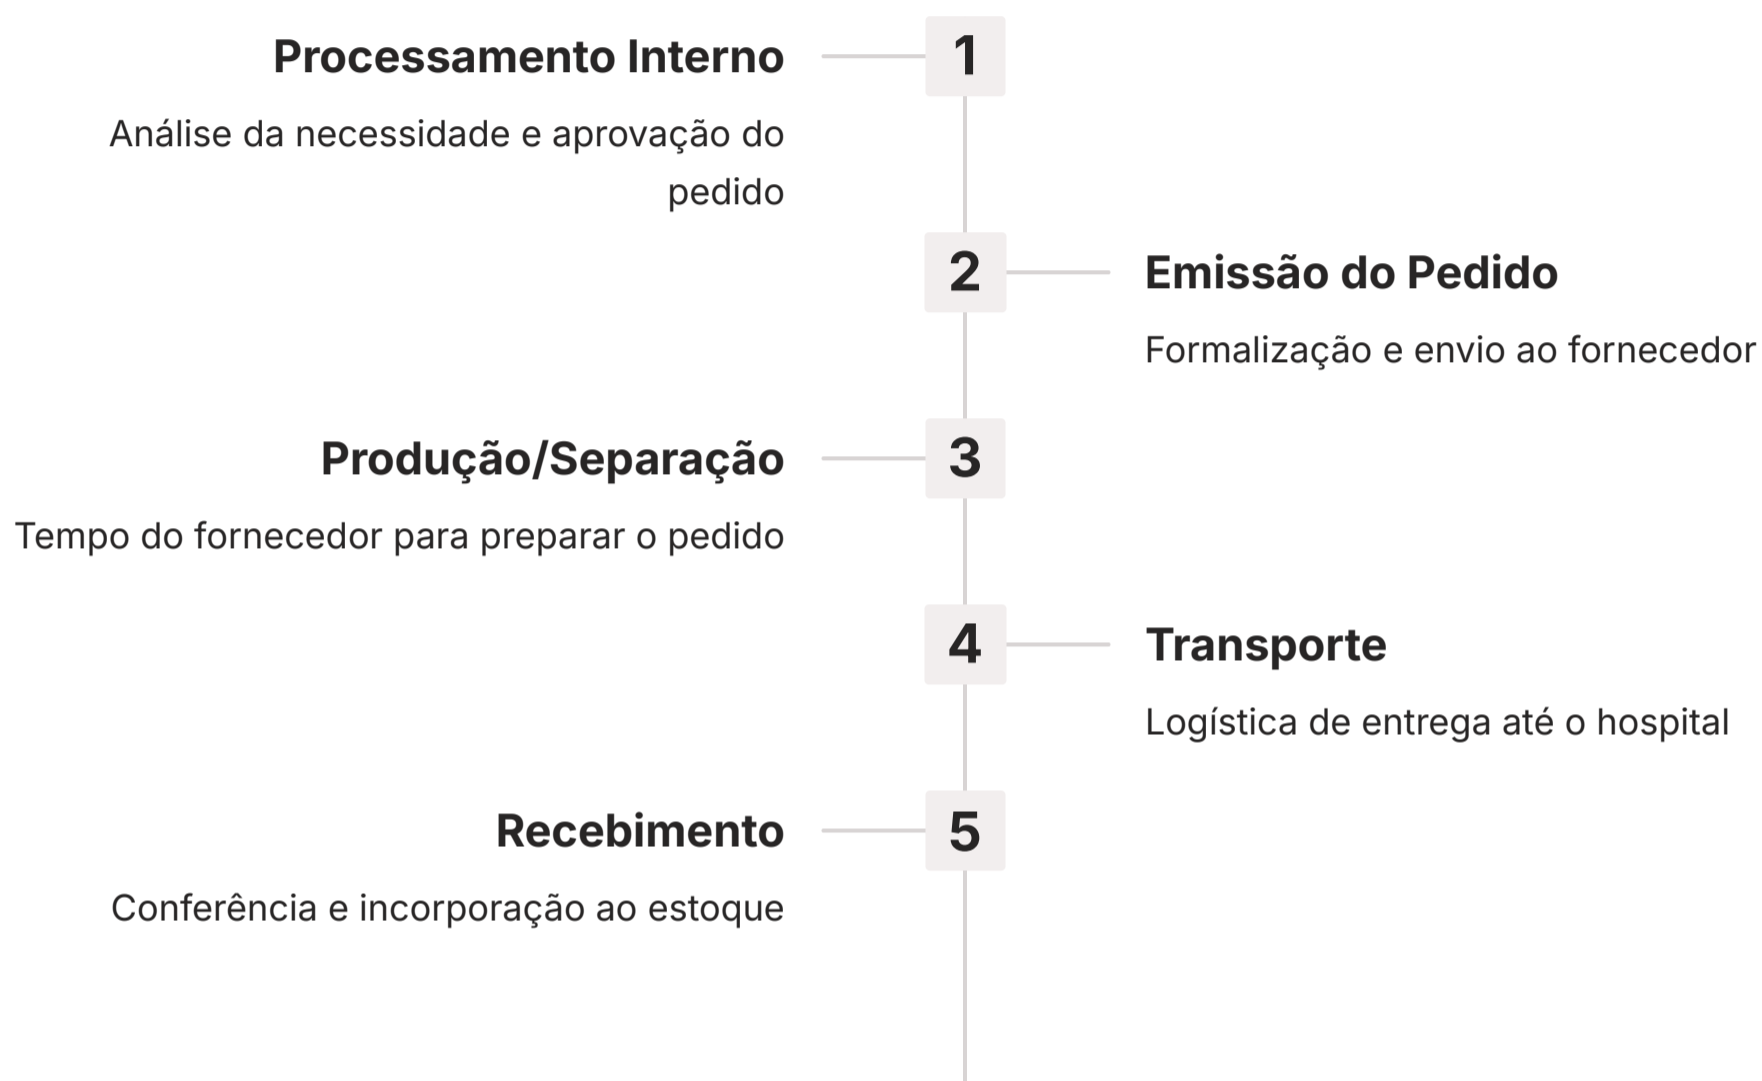 1
Processamento Interno
Análise da necessidade e aprovação do
pedido
2
Emissão do Pedido
Formalização e envio ao fornecedor
3
Produção/Separação
Tempo do fornecedor para preparar o pedido
4
Transporte
Logística de entrega até o hospital
5
Recebimento
Conferência e incorporação ao estoque